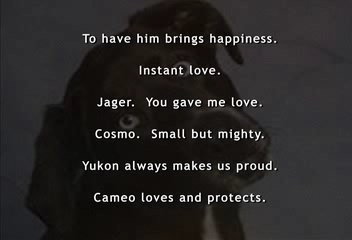 To have him brings happiness.
Instant love.
Jager.  You gave me love.
Cosmo.  Small but mighty.
Yukon always makes us proud.
Cameo loves and protects.